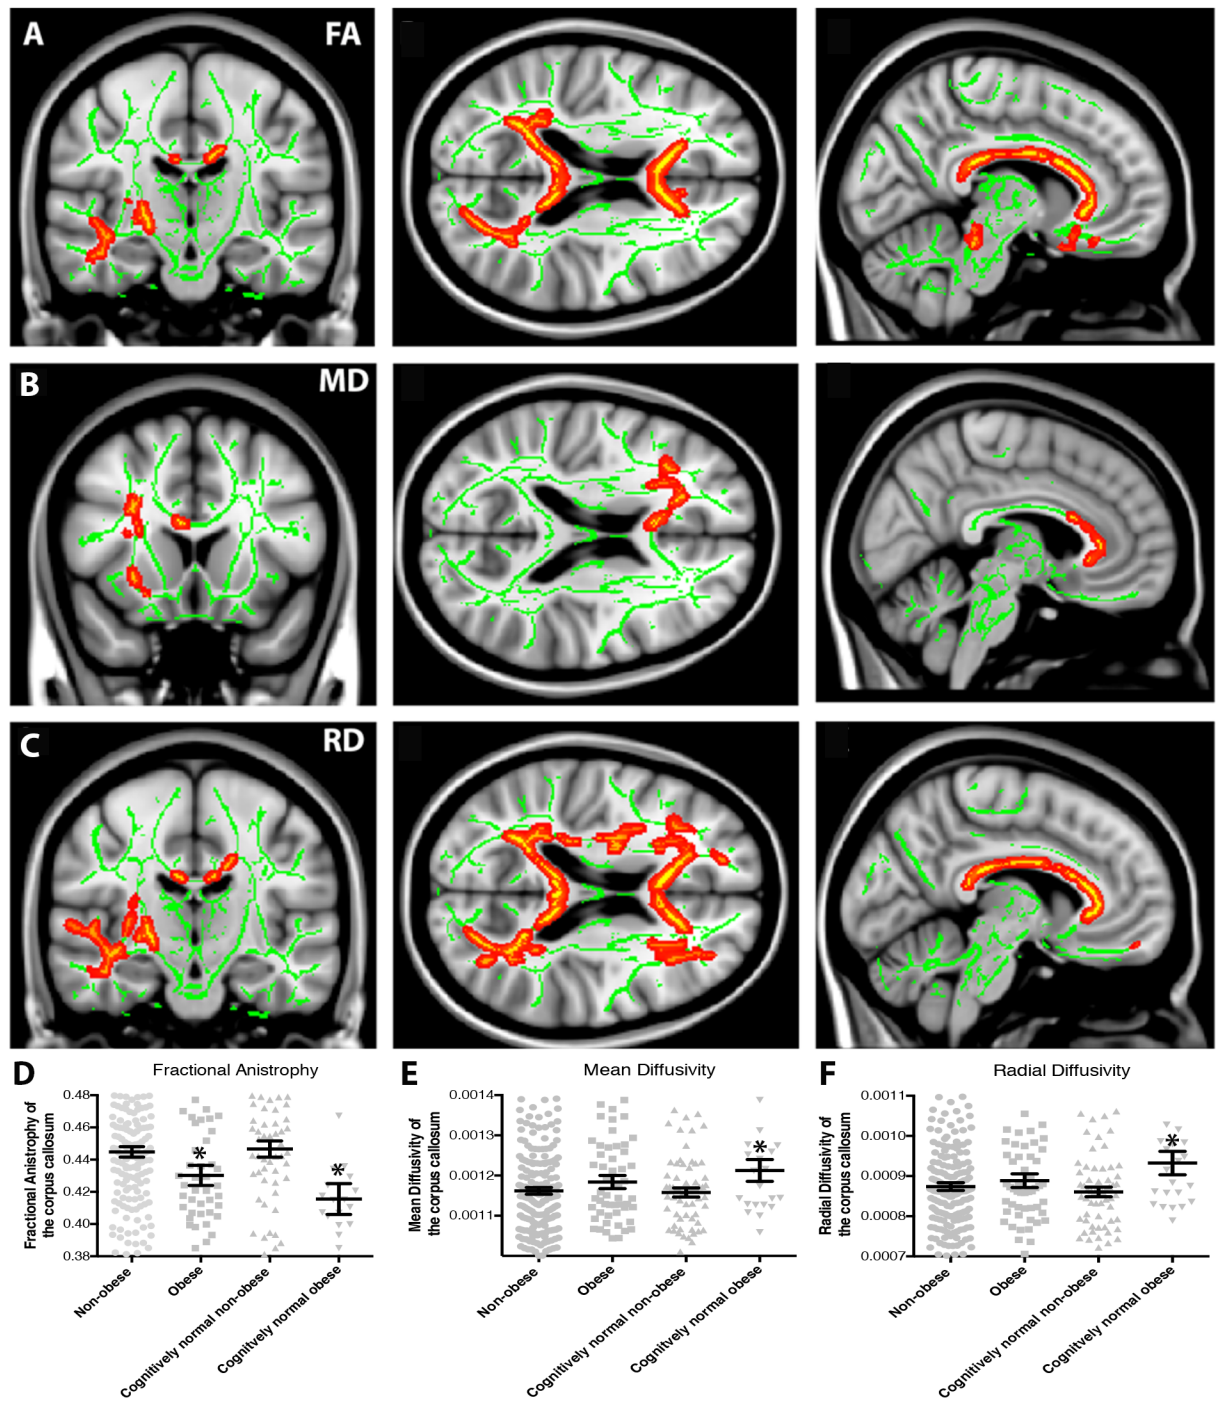 A
FA
B
MD
C
RD
D
Fractional Anistrophy
Fractional Anistrophy of
the corpus callosum
0.48
0.46
0.44
0.42
0.40
0.38
*
*
Non-obese
Obese
Cognitively normal non-obese
Cognitvely normal obese
E
Mean Diffusivity
Mean Diffusivity of
the corpus callosum
0.0014
0.0013
0.0012
0.0011
*
Non-obese
Obese
Cognitively normal non-obese
Cognitvely normal obese
F
Radial Diffusivity
Radial Diffusivity of
the corpus callosum
0.0011
0.0010
0.0009
0.0008
0.0007
*
Non-obese
Obese
Cognitively normal non-obese
Cognitvely normal obese